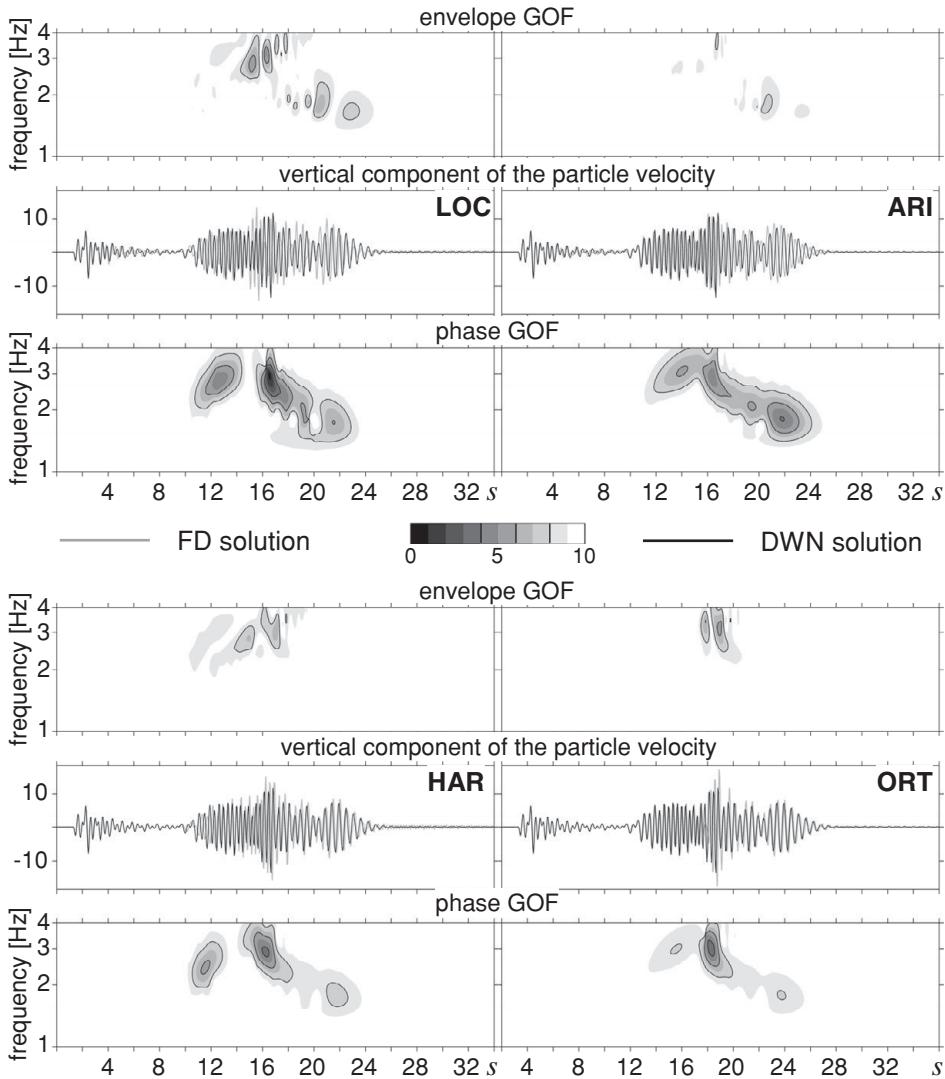 envelope GOF
frequency [Hz]
4
3
2
1
vertical component of the particle velocity
LOC
ARI
10
-10
phase GOF
frequency [Hz]
4
3
2
1
4 8 12 16 20 24 28 32 s 4 8 12 16 20 24 28 32 s
FD solution
0 5 10
DWN solution
envelope GOF
frequency [Hz]
4
3
2
1
vertical component of the particle velocity
HAR
ORT
10
-10
phase GOF
frequency [Hz]
4
3
2
1
4 8 12 16 20 24 28 32 s 4 8 12 16 20 24 28 32 s